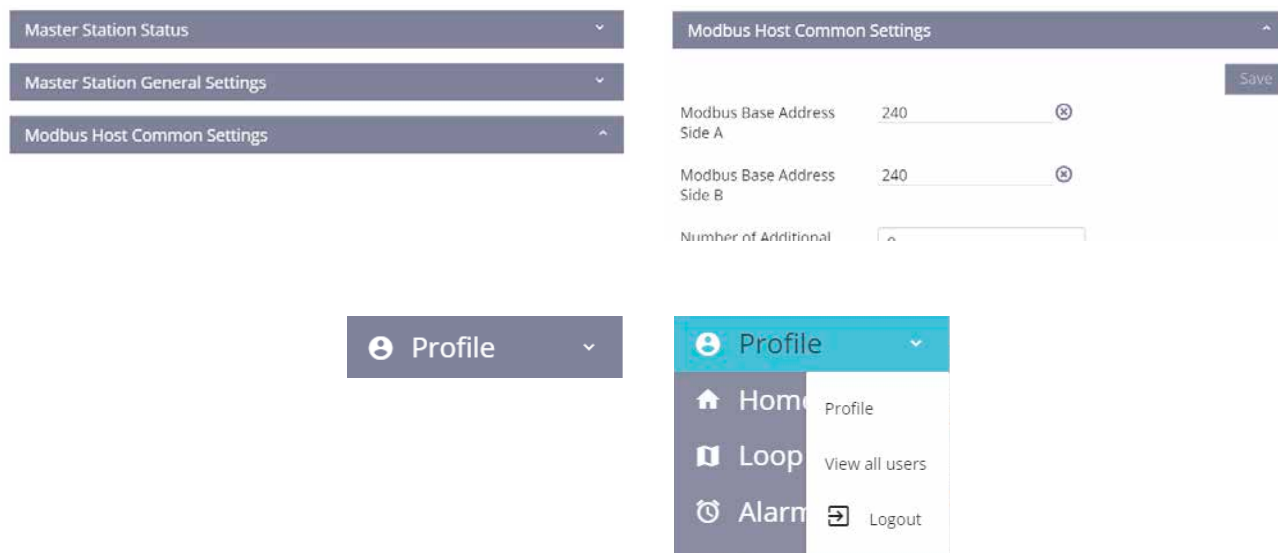 Master Station Status
Master Station General Settings
Modbus Host Common Settings
Modbus Host Common Settings
Save
Modbus Base Address
Side A
240
Modbus Base Address
Side B
240
Number of Additional
Profile
Profile
Home
Loop
Alarm
Profile
View all users
Logout